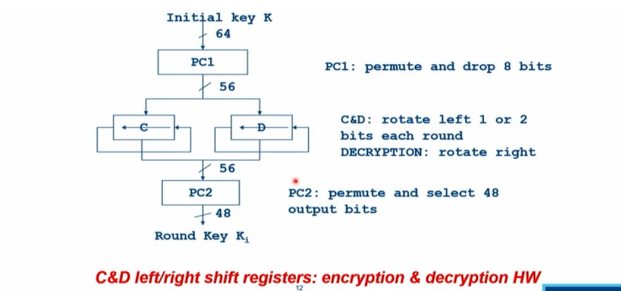 Initial key K
64
PC1
PC1: permute and drop 8 bits
56
C
D
C&D: rotate left 1 or 2
bits each round
DECRYPTION: rotate right
56
PC2
PC2: permute and select 48
output bits
48
Round Key Ki
C&D left/right shift registers: encryption & decryption HW
12